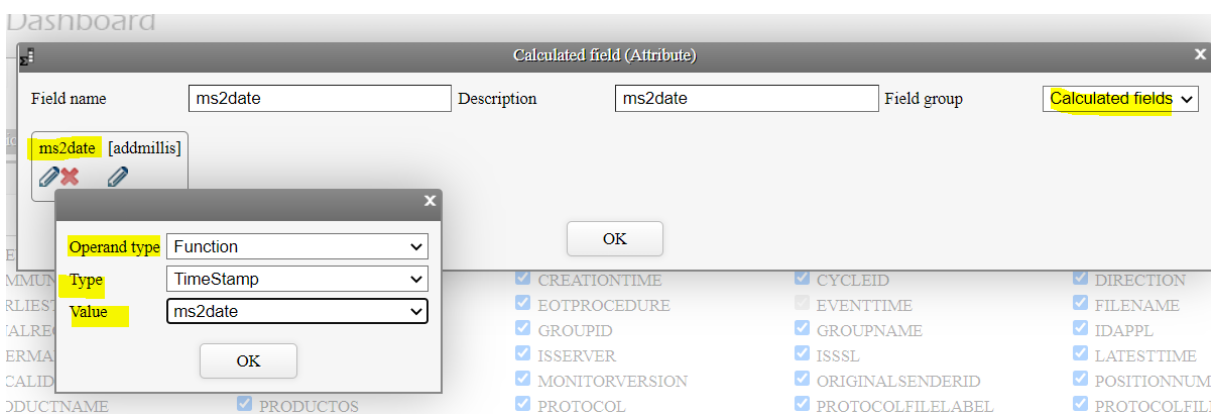 Dashboard
Calculated field (Attribute) x
Field name ms2date Description ms2date Field group Calculated fields
ms2date [addmillis]
x
Operand type Function
OK
Type TimeStamp
CREATIONTIME CYCLEID DIRECTION
Value ms2date
EOTPROCEDURE EVENTTIME FILENAME
GROUPID GROUPNAME IDAPPL
OK
ISSERVER ISSSL LATESTTIME
MONITORVERSION ORIGINALSENDERID POSITIONNUM
ODUCTNAME PRODUCTOS PROTOCOL PROTOCOLFILELABEL PROTOCOLFIL